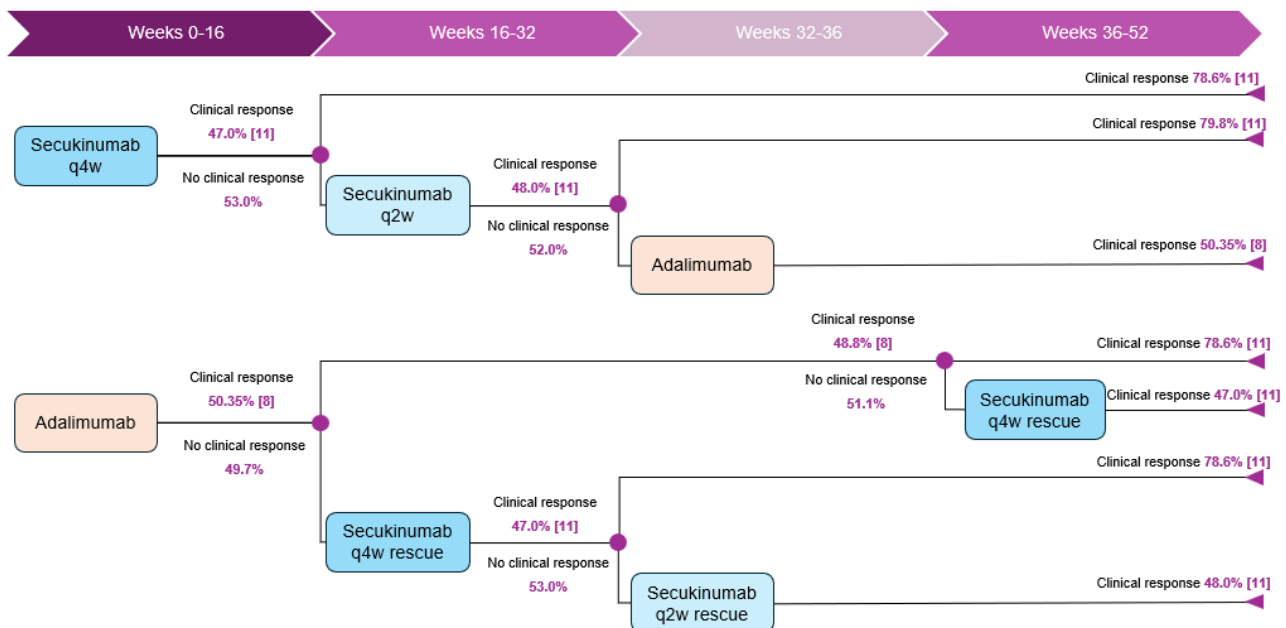 Weeks 0-16
Weeks 16-32
Weeks 32-36
Weeks 36-52
Clinical response 78.6% [11]
Clinical response
47.0% [11]
Clinical response 79.8% [11]
Secukinumab
q4w
No clinical response
53.0%
Clinical response
48.0% [11]
Secukinumab
q2w
No clinical response
52.0%
Clinical response 50.35% [8]
Adalimumab
Clinical response
48.8% [8]
Clinical response 78.6% [11]
Clinical response
50.35% [8]
No clinical response
51.1%
Secukinumab
q4w rescue
Clinical response 47.0% [11]
Adalimumab
No clinical response
49.7%
Clinical response 78.6% [11]
Clinical response
47.0% [11]
Secukinumab
q4w rescue
No clinical response
53.0%
Secukinumab
q2w rescue
Clinical response 48.0% [11]